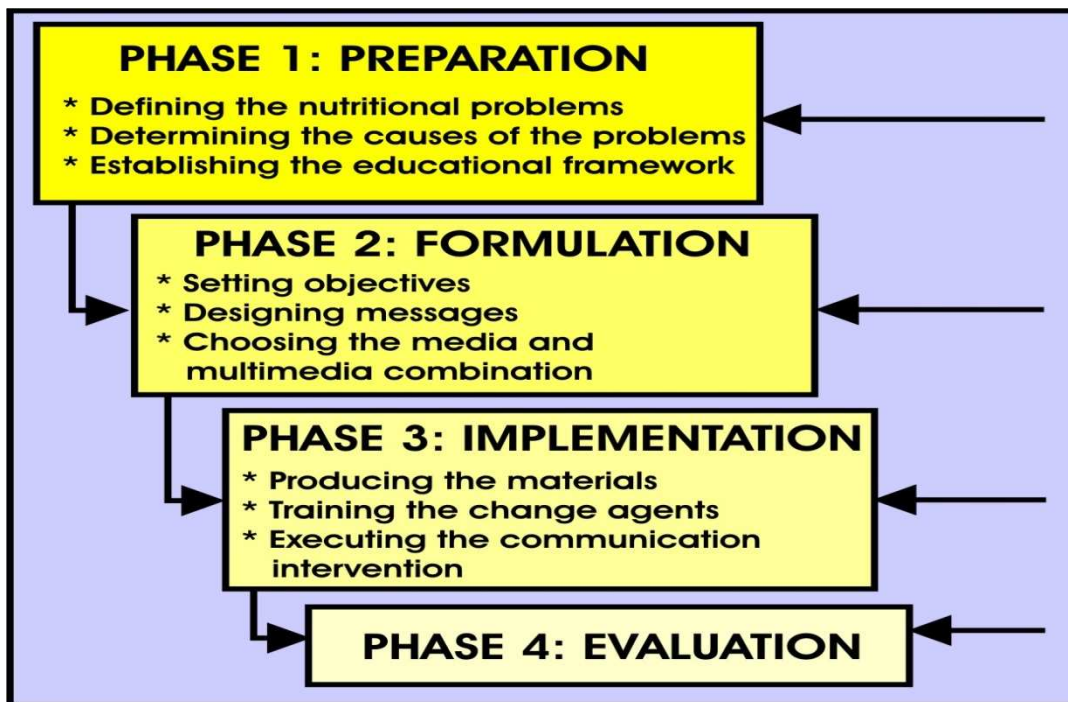 PHASE 1: PREPARATION
* Defining the nutritional problems
* Determining the causes of the problems
* Establishing the educational framework
PHASE 2: FORMULATION
* Setting objectives
* Designing messages
* Choosing the media and
multimedia combination
PHASE 3: IMPLEMENTATION
* Producing the materials
* Training the change agents
* Executing the communication
intervention
PHASE 4: EVALUATION